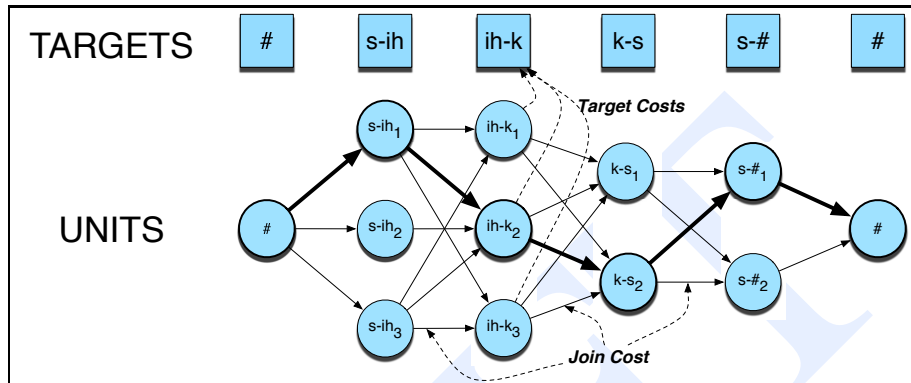 TARGETS # s-ih ih-k k-s s-# #
Target Costs
s-ih1 ih-k1
k-s1 s-#1
UNITS # s-ih2 ih-k2 #
k-s2 s-#2
s-ih3 ih-k3
Join Cost